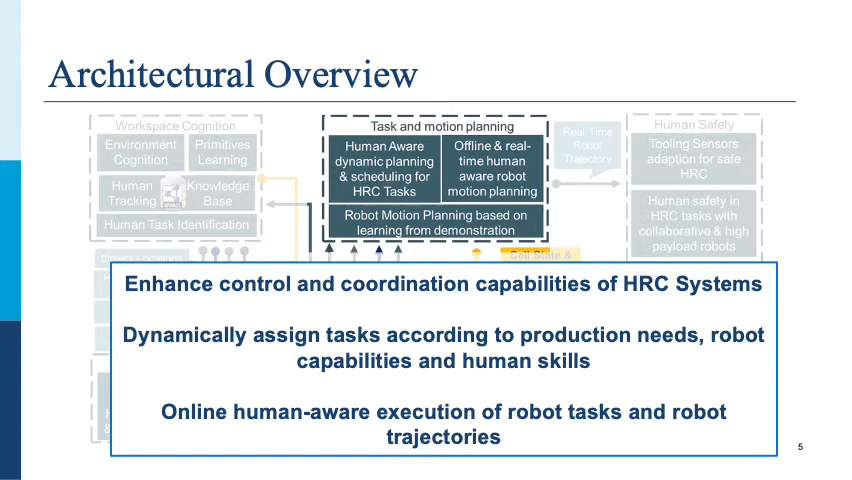 Architectural Overview
Workspace Cognition
Environment
Cognition
Primitives
Learning
Human
Tracking
Knowledge
Base
Human Task Identification
Task and motion planning
Human Aware
dynamic planning
& scheduling for
HRC Tasks
Offline & real-
time human
aware robot
motion planning
Robot Motion Planning based on
learning from demonstration
Real Time
Robot
Trajectory
Human Safety
Tooling Sensors
adaption for safe
HRC
Human safety in
HRC tasks with
collaborative & high
payload robots
Cell State &
Enhance control and coordination capabilities of HRC Systems
Dynamically assign tasks according to production needs, robot
capabilities and human skills
Online human-aware execution of robot tasks and robot
trajectories
5